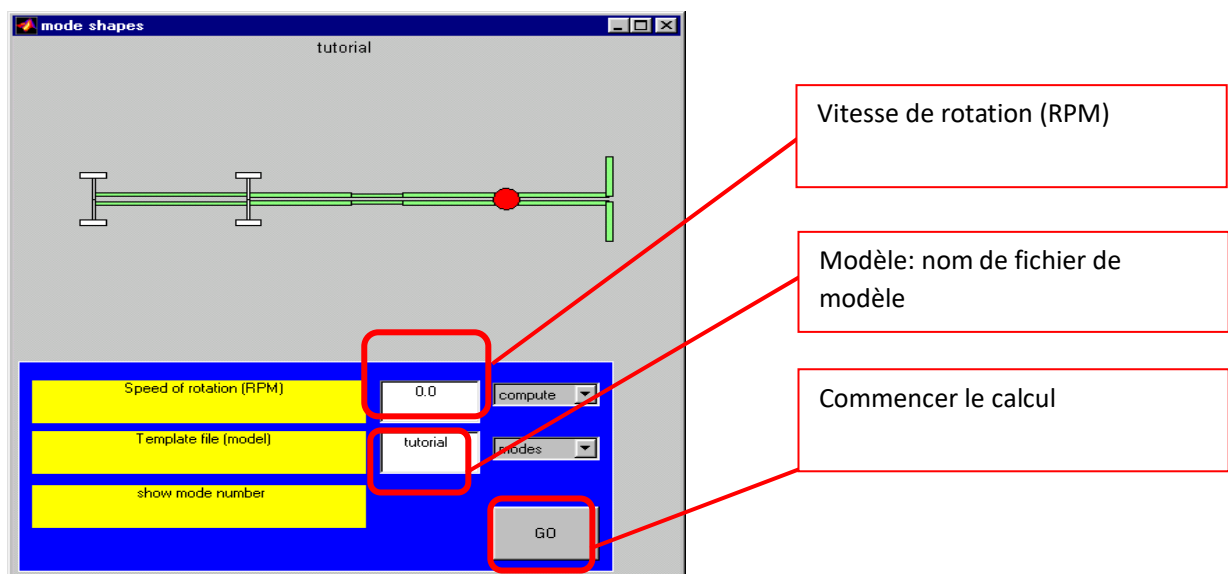 mode shapes
tutorial
Vitesse de rotation (RPM)
Modèle: nom de fichier de
modèle
Commencer le calcul
Speed of rotation (RPM)
0.0
compute
Template file (model)
tutorial
modes
show mode number
GO